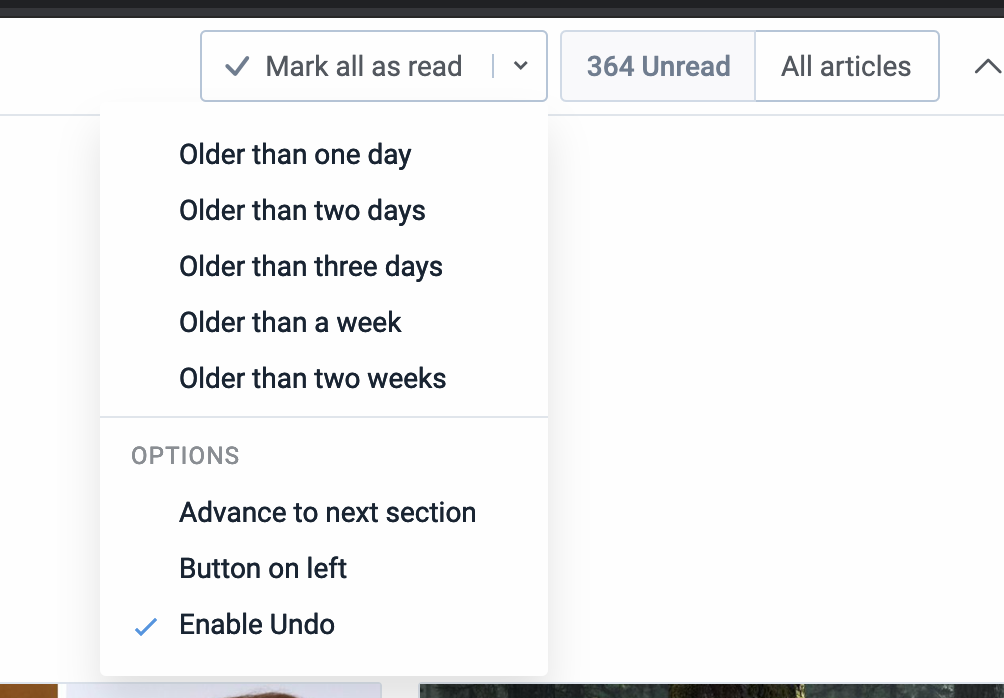 Mark all as read
364 Unread
All articles
Older than one day
Older than two days
Older than three days
Older than a week
Older than two weeks
OPTIONS
Advance to next section
Button on left
Enable Undo